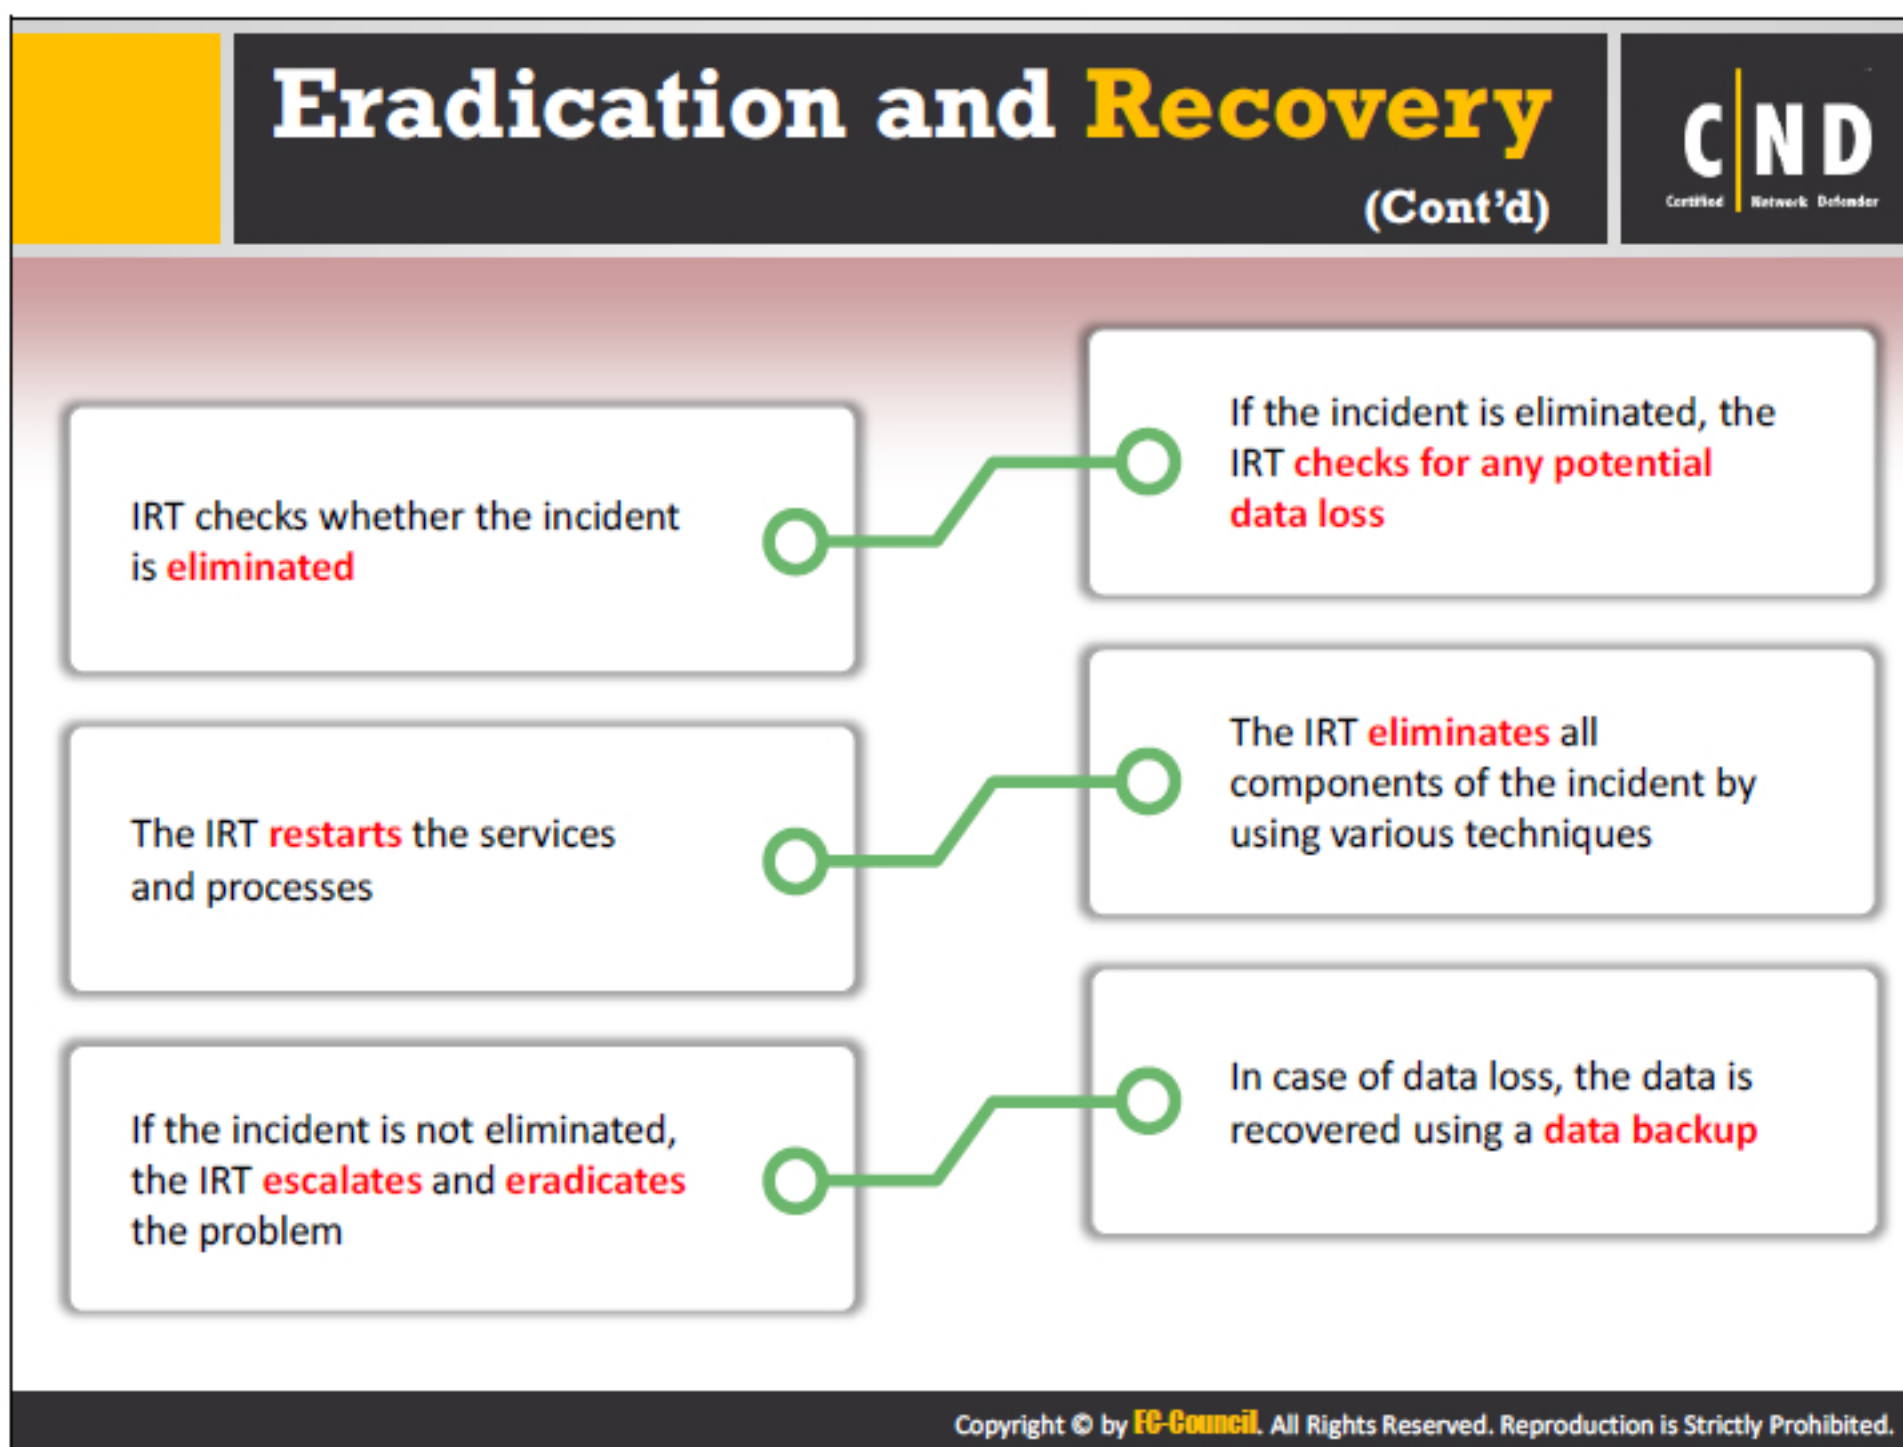 Eradication and Recovery
(Cont'd)
C|ND
Certified Network Defender
IRT checks whether the incident
is eliminated
If the incident is eliminated, the
IRT checks for any potential
data loss
The IRT restarts the services
and processes
The IRT eliminates all
components of the incident by
using various techniques
If the incident is not eliminated,
the IRT escalates and eradicates
the problem
In case of data loss, the data is
recovered using a data backup
Copyright © by EC-Council. All Rights Reserved. Reproduction is Strictly Prohibited.